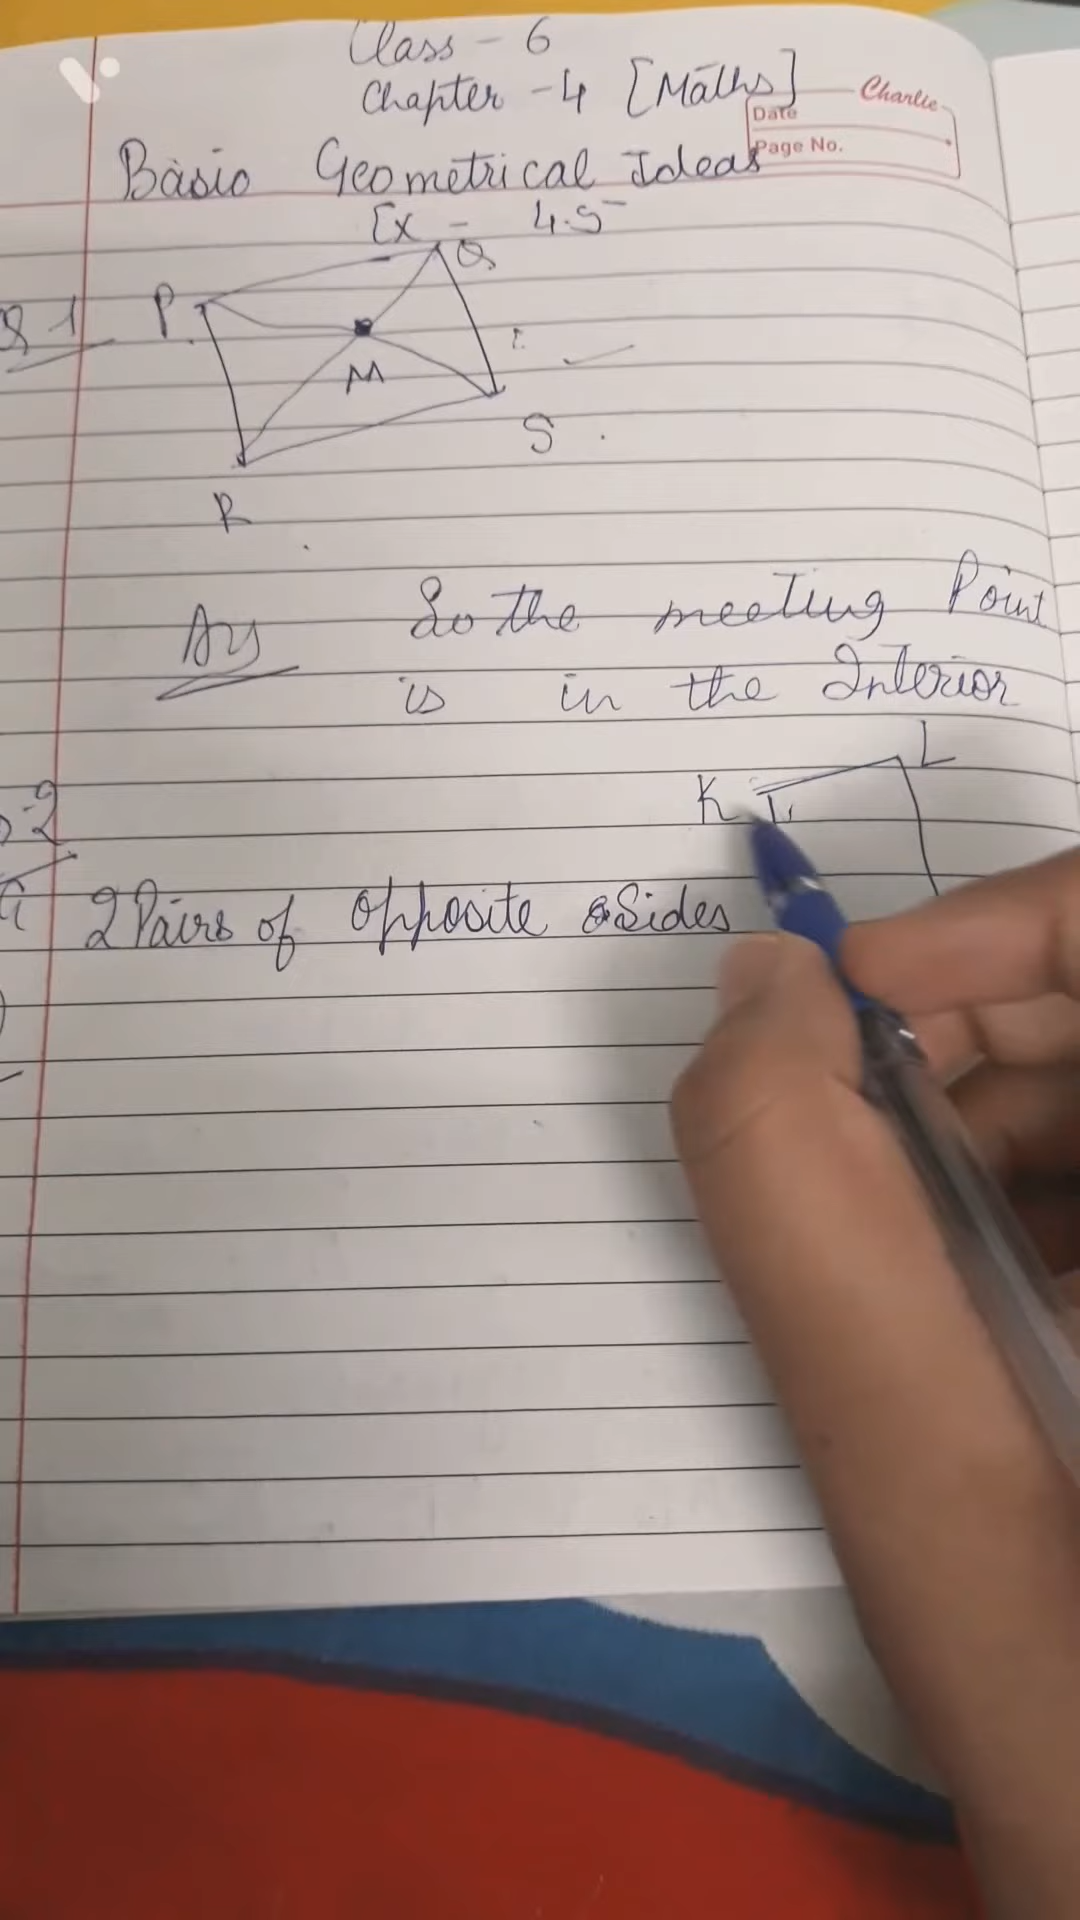 Class - 6
Chapter - 4 [Maths]
Charlie
Date
Page No.
Basic Geometrical Ideas
Ex - 4.5
Q 1
P
Q
M
S
R
So the meeting Point
is in the Interior
L
K
2
2 Pairs of opposite Sides